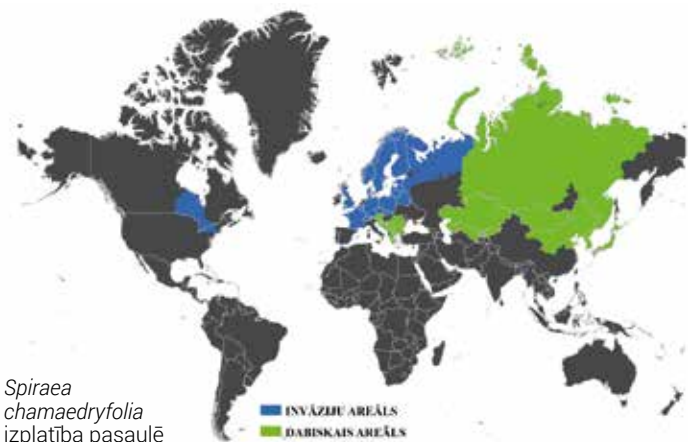 Spiraea
chamaedryfolia
izplatība pasaulē
INVĀZIJU AREĀLS
DABISKAIS AREĀLS